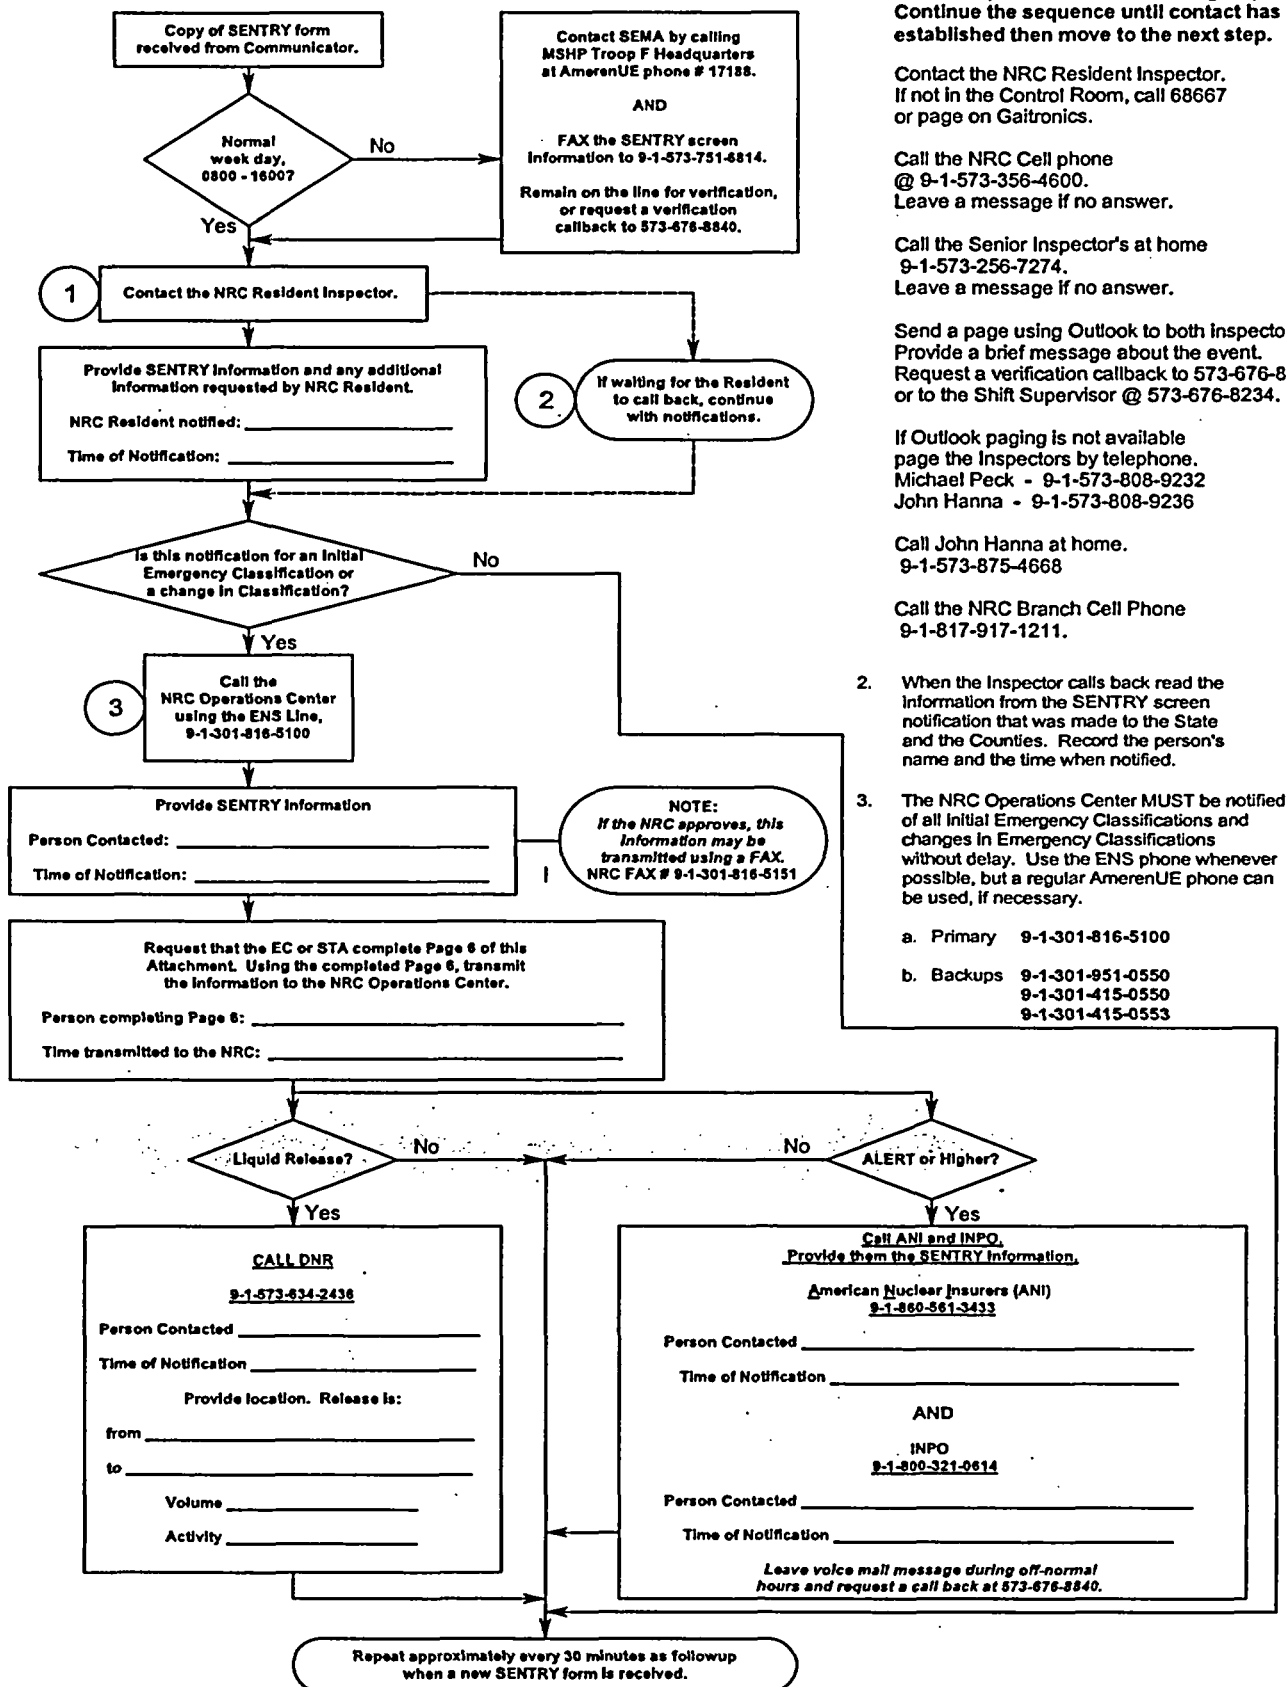 Continue the sequence until contact has
established then move to the next step.
Contact the NRC Resident Inspector.
If not in the Control Room, call 68667
or page on Gaitronics.
Call the NRC Cell phone
@ 9-1-573-356-4600.
Leave a message if no answer.
Call the Senior Inspector's at home
9-1-573-256-7274.
Leave a message if no answer.
Send a page using Outlook to both inspecto
Provide a brief message about the event.
Request a verification callback to 573-676-8
or to the Shift Supervisor @ 573-676-8234.
If Outlook paging is not available
page the Inspectors by telephone.
Michael Peck - 9-1-573-808-9232
John Hanna - 9-1-573-808-9236
Call John Hanna at home.
9-1-573-875-4668
Call the NRC Branch Cell Phone
9-1-817-917-1211.
2. When the Inspector calls back read the
Information from the SENTRY screen
notification that was made to the State
and the Counties. Record the person's
name and the time when notified.
3. The NRC Operations Center MUST be notified
of all Initial Emergency Classifications and
changes in Emergency Classifications
without delay. Use the ENS phone whenever
possible, but a regular AmerenUE phone can
be used, if necessary.
a. Primary 9-1-301-816-5100
b. Backups 9-1-301-951-0550
9-1-301-415-0550
9-1-301-415-0553
Copy of SENTRY form
received from Communicator.
Normal
week day,
0800 - 1600?
No
Yes
Contact SEMA by calling
MSHP Troop F Headquarters
at AmerenUE phone # 17188.
AND
FAX the SENTRY screen
Information to 9-1-573-751-6814.
Remain on the line for verification,
or request a verification
callback to 573-676-8840.
1
Contact the NRC Resident Inspector.
Provide SENTRY Information and any additional
Information requested by NRC Resident.
NRC Resident notified:
Time of Notification:
2
If waiting for the Resident
to call back, continue
with notifications.
Is this notification for an Initial
Emergency Classification or
a change in Classification?
No
Yes
3
Call the
NRC Operations Center
using the ENS Line,
9-1-301-816-5100
Provide SENTRY Information
Person Contacted:
Time of Notification:
NOTE:
If the NRC approves, this
Information may be
transmitted using a FAX.
NRC FAX # 9-1-301-816-5151
Request that the EC or STA complete Page 6 of this
Attachment. Using the completed Page 6, transmit
the Information to the NRC Operations Center.
Person completing Page 6:
Time transmitted to the NRC:
Liquid Release?
No
Yes
No
ALERT or Higher?
Yes
CALL DNR
9-1-573-634-2436
Person Contacted
Time of Notification
Provide location. Release is:
from
to
Volume
Activity
Call ANI and INPO,
Provide them the SENTRY Information,
American Nuclear Insurers (ANI)
9-1-860-561-3433
Person Contacted
Time of Notification
AND
INPO
9-1-800-321-0614
Person Contacted
Time of Notification
Leave voice mail message during off-normal
hours and request a call back at 573-676-8840.
Repeat approximately every 30 minutes as followup
when a new SENTRY form is received.